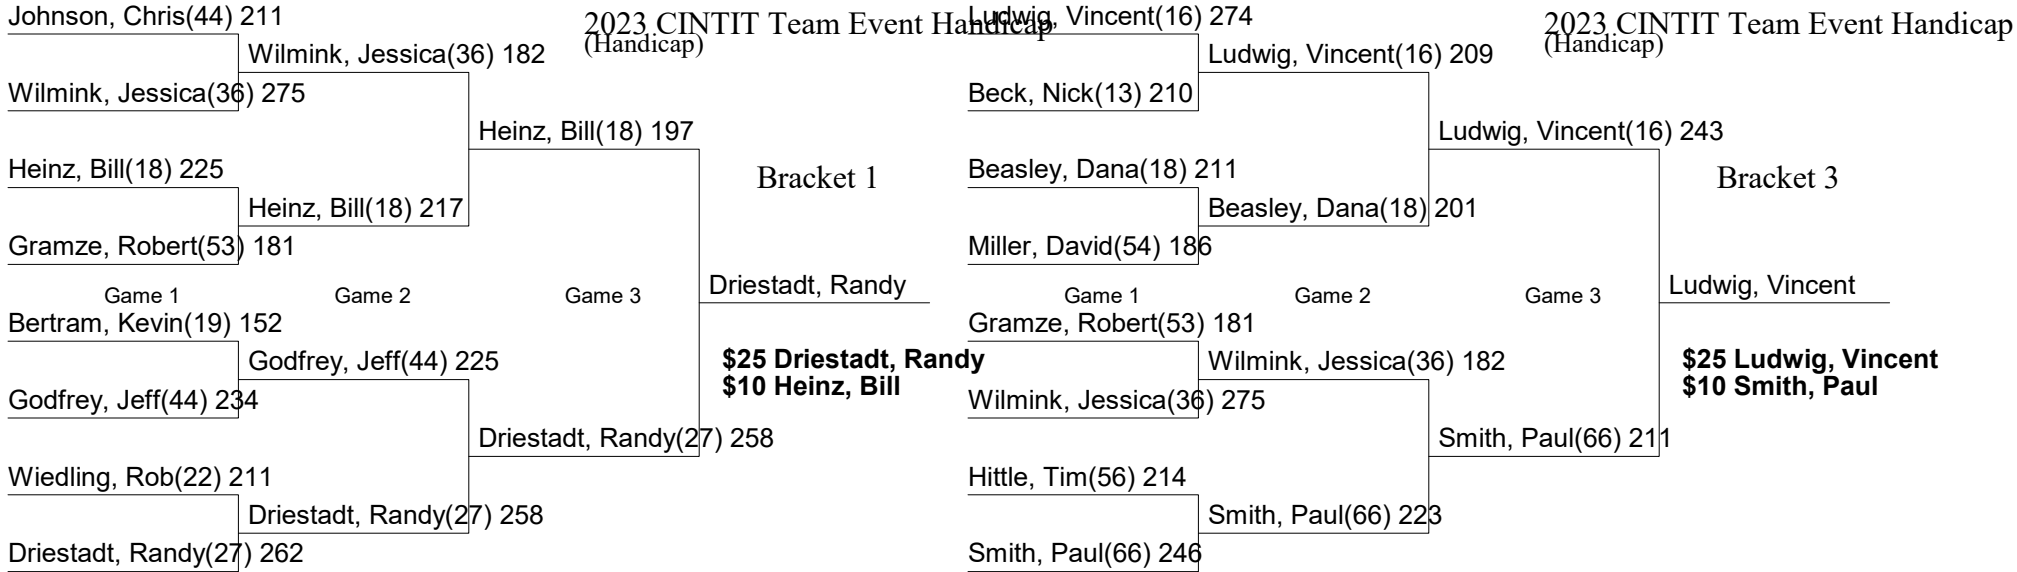 2023 CINTIT Team Event Handicap
(Handicap)
Bracket 1
Johnson, Chris(44) 211
Wilmink, Jessica(36) 182
Wilmink, Jessica(36) 275
Heinz, Bill(18) 197
Heinz, Bill(18) 225
Heinz, Bill(18) 217
Gramze, Robert(53) 181
Game 1
Game 2
Game 3
Driestadt, Randy
Bertram, Kevin(19) 152
Godfrey, Jeff(44) 225
Godfrey, Jeff(44) 234
$25 Driestadt, Randy
$10 Heinz, Bill
Driestadt, Randy(27) 258
Wiedling, Rob(22) 211
Driestadt, Randy(27) 258
Driestadt, Randy(27) 262
2023 CINTIT Team Event Handicap
(Handicap)
Bracket 3
Ludwig, Vincent(16) 274
Ludwig, Vincent(16) 209
Beck, Nick(13) 210
Ludwig, Vincent(16) 243
Beasley, Dana(18) 211
Beasley, Dana(18) 201
Miller, David(54) 186
Game 1
Game 2
Game 3
Ludwig, Vincent
Gramze, Robert(53) 181
Wilmink, Jessica(36) 182
Wilmink, Jessica(36) 275
$25 Ludwig, Vincent
$10 Smith, Paul
Smith, Paul(66) 211
Hittle, Tim(56) 214
Smith, Paul(66) 223
Smith, Paul(66) 246